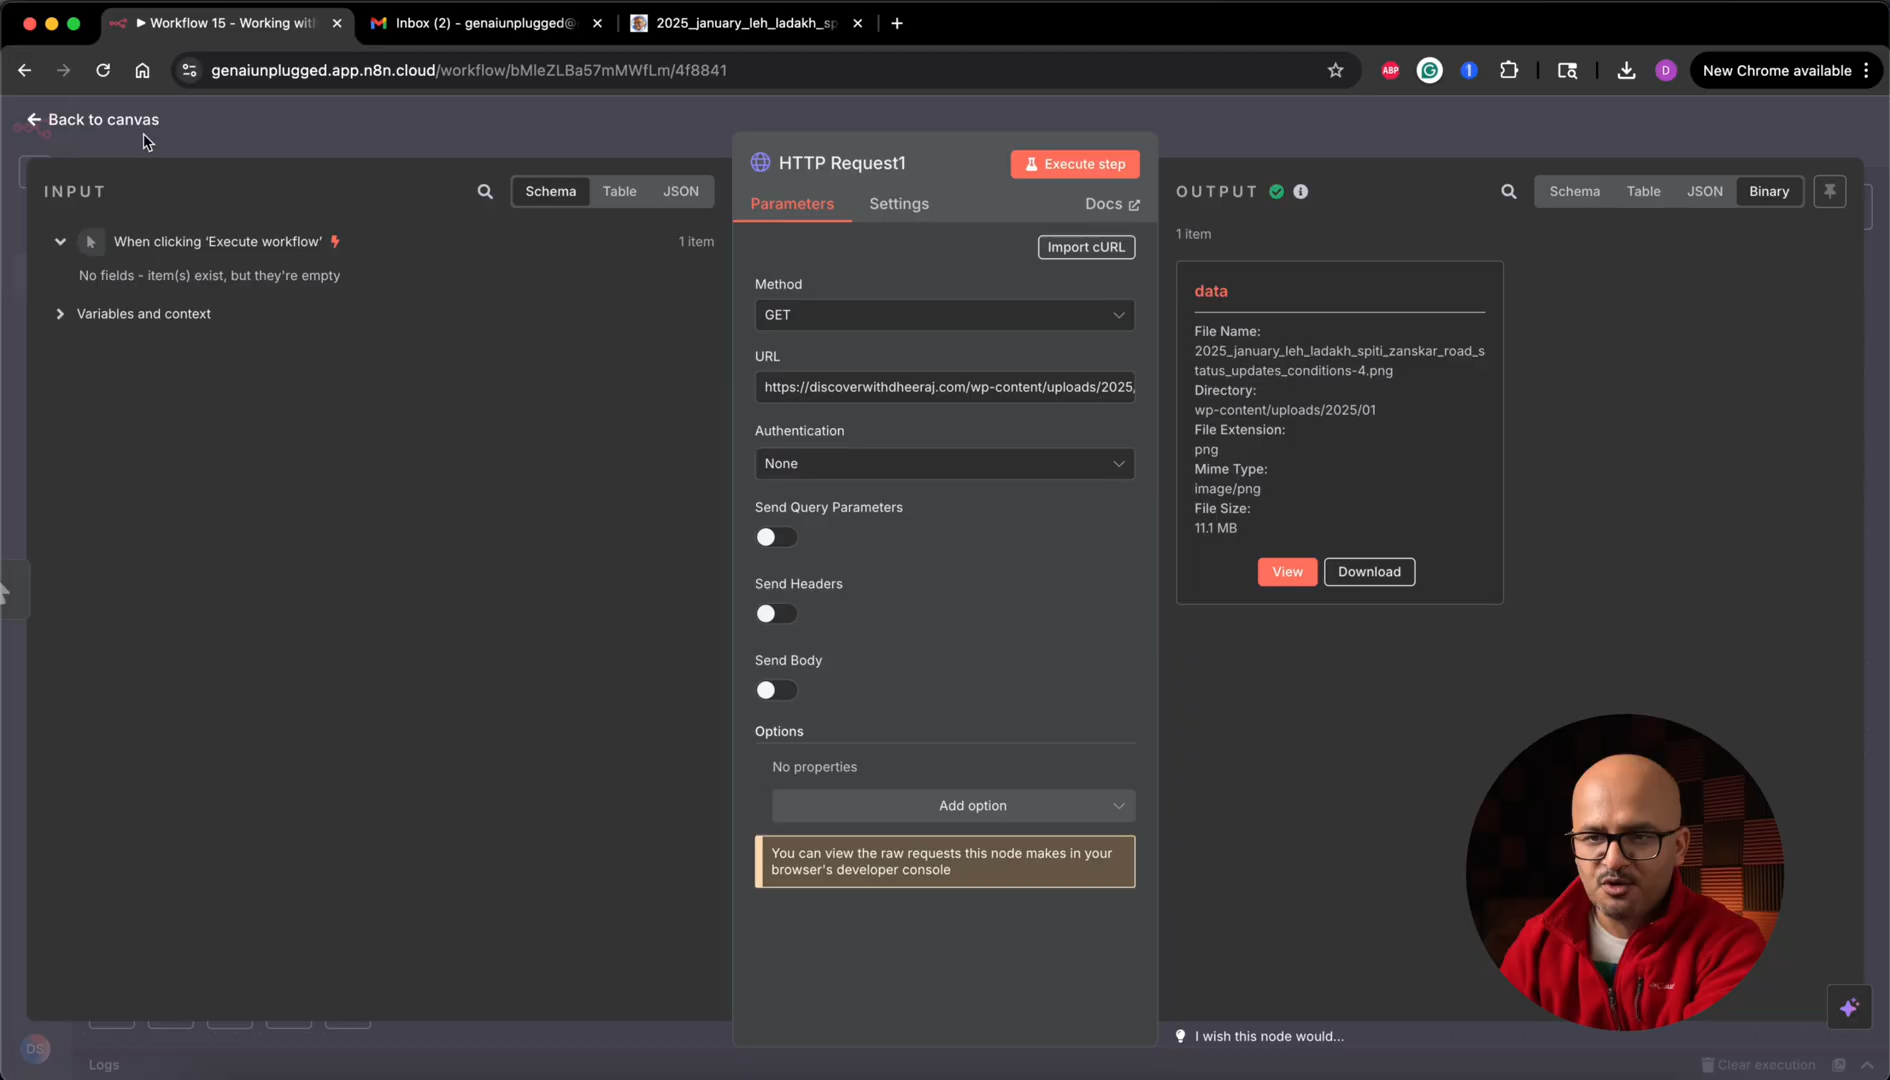 Workflow 15 - Working with
Inbox (2) - genaiunplugged@
2025_january_leh_ladakh_sp
genaiunplugged.app.n8n.cloud/workflow/bMleZLBa57mMWfLm/4f8841
ABP
1
D
New Chrome available
Back to canvas
INPUT
Schema
Table
JSON
When clicking ‘Execute workflow’
1 item
No fields - item(s) exist, but they're empty
Variables and context
HTTP Request1
Execute step
Parameters
Settings
Docs
Import cURL
Method
GET
URL
https://discoverwithdheeraj.com/wp-content/uploads/2025/
Authentication
None
Send Query Parameters
Send Headers
Send Body
Options
No properties
Add option
You can view the raw requests this node makes in your
browser's developer console
OUTPUT
Schema
Table
JSON
Binary
1 item
data
File Name:
2025_january_leh_ladakh_spiti_zanskar_road_s
tatus_updates_conditions-4.png
Directory:
wp-content/uploads/2025/01
File Extension:
png
Mime Type:
image/png
File Size:
11.1 MB
View
Download
I wish this node would...
DS
Logs
Clear execution